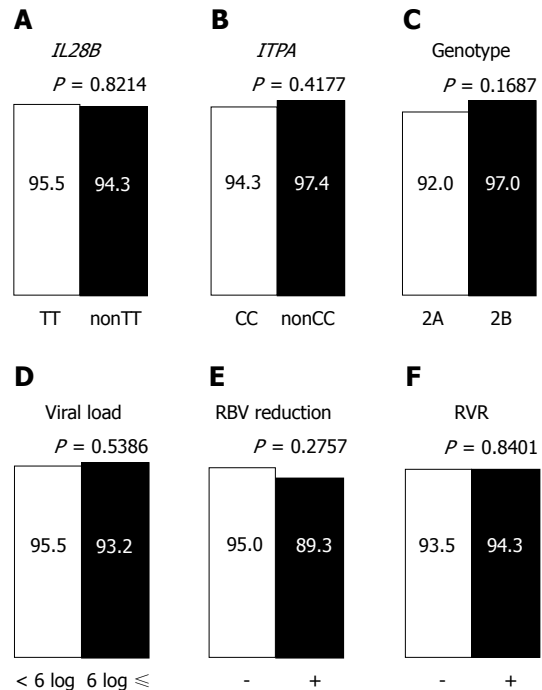 A
IL28B
P = 0.8214
95.5 94.3
TT nonTT
B
ITPA
P = 0.4177
94.3 97.4
CC nonCC
C
Genotype
P = 0.1687
92.0 97.0
2A 2B
D
Viral load
P = 0.5386
95.5 93.2
< 6 log 6 log ≤
E
RBV reduction
P = 0.2757
95.0 89.3
- +
F
RVR
P = 0.8401
93.5 94.3
- +